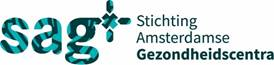 sag+
Stichting
Amsterdamse
Gezondheidscentra